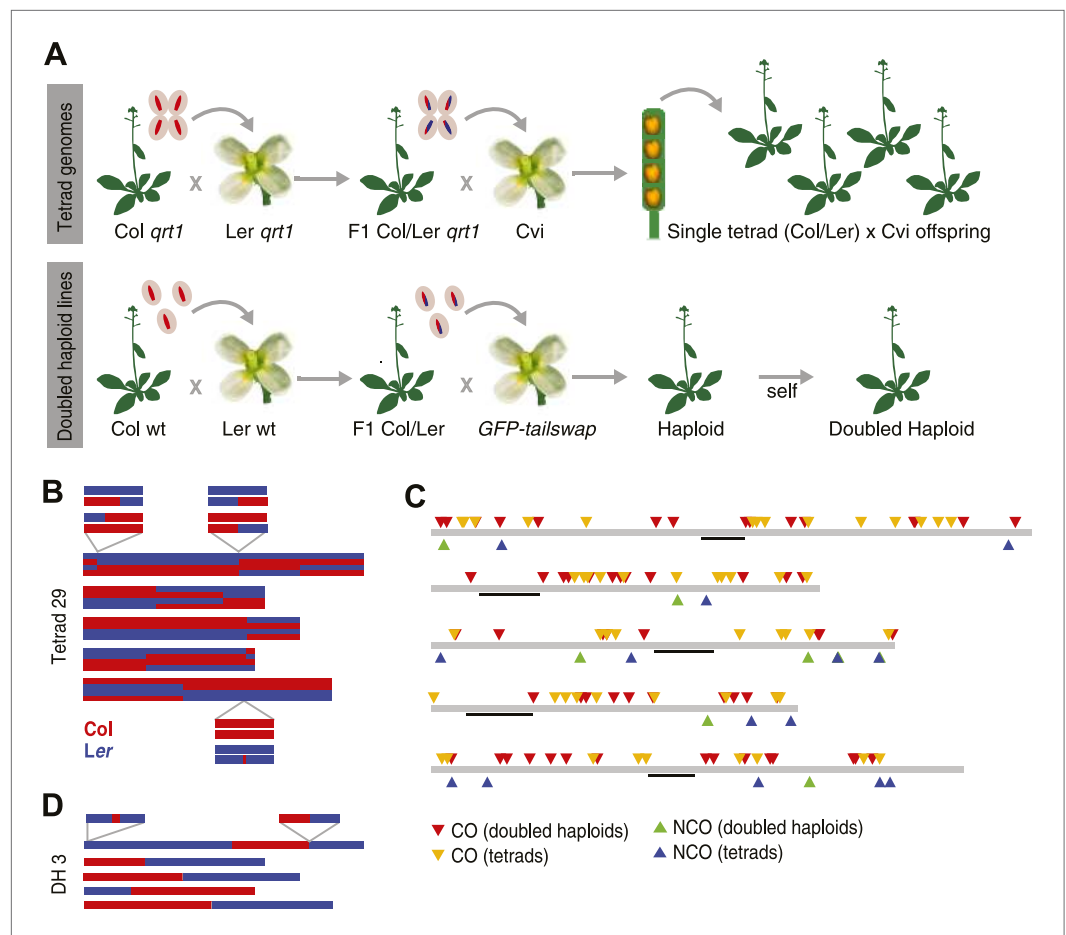 A
Tetrad genomes
X
X
Col qrt1
Ler qrt1
F1 Col/Ler qrt1
Cvi
Single tetrad (Col/Ler) x Cvi offspring
Doubled haploid lines
X
X
self
Col wt
Ler wt
F1 Col/Ler
GFP-tailswap
Haploid
Doubled Haploid
B
Tetrad 29
Col
Ler
C
CO (doubled haploids)
NCO (doubled haploids)
CO (tetrads)
NCO (tetrads)
D
DH 3